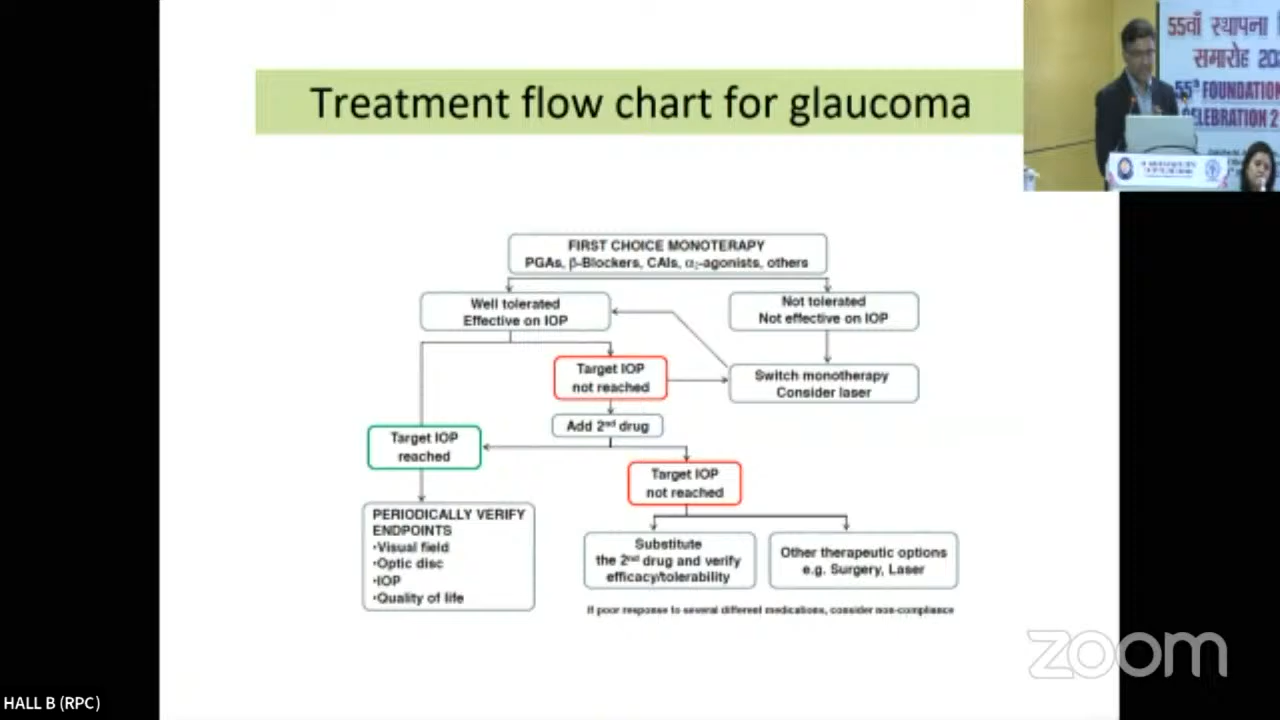 Treatment flow chart for glaucoma
55वाँ स्थापना
समारोह 20
55th FOUNDATION
CELEBRATION 2
FIRST CHOICE MONOTERAPY
PGAs, β-Blockers, CAIs, α2-agonists, others
Well tolerated
Effective on IOP
Not tolerated
Not effective on IOP
Target IOP
not reached
Switch monotherapy
Consider laser
Add 2nd drug
Target IOP
reached
Target IOP
not reached
PERIODICALLY VERIFY
ENDPOINTS
•Visual field
•Optic disc
•IOP
•Quality of life
Substitute
the 2nd drug and verify
efficacy/tolerability
Other therapeutic options
e.g. Surgery, Laser
If poor response to several different medications, consider non-compliance
zoom
HALL B (RPC)